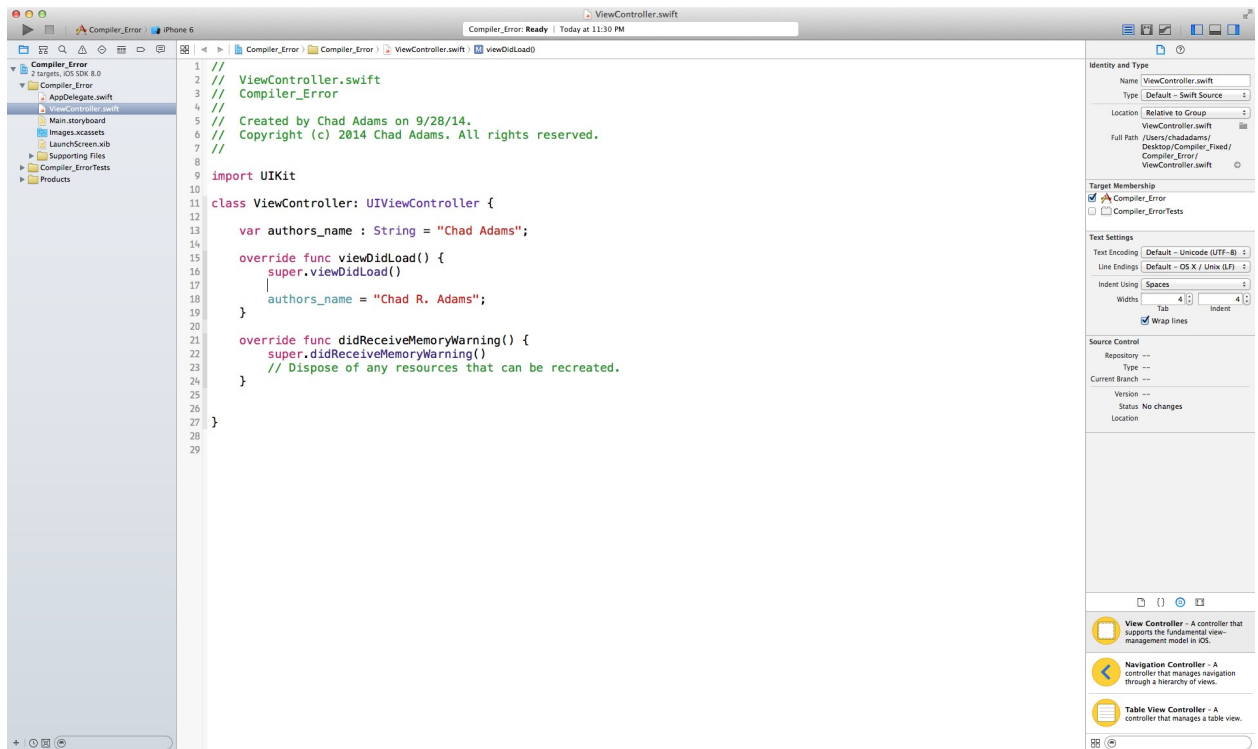 ViewController.swift
Compiler_Error
iPhone 6
Compiler_Error: Ready | Today at 11:30 PM
Compiler_Error
Compiler_Error
ViewController.swift
M viewDidLoad()
Compiler_Error
2 targets, iOS SDK 8.0
Compiler_Error
AppDelegate.swift
ViewController.swift
Main.storyboard
Images.xcassets
LaunchScreen.xib
Supporting Files
Compiler_ErrorTests
Products
1 //
2 //  ViewController.swift
3 //  Compiler_Error
4 //
5 //  Created by Chad Adams on 9/28/14.
6 //  Copyright (c) 2014 Chad Adams. All rights reserved.
7 //
8
9 import UIKit
10
11 class ViewController: UIViewController {
12
13     var authors_name : String = "Chad Adams";
14
15     override func viewDidLoad() {
16         super.viewDidLoad()
17
18         authors_name = "Chad R. Adams";
19     }
20
21     override func didReceiveMemoryWarning() {
22         super.didReceiveMemoryWarning()
23         // Dispose of any resources that can be recreated.
24     }
25
26
27 }
28
29
Identity and Type
Name ViewController.swift
Type Default - Swift Source
Location Relative to Group
ViewController.swift
Full Path /Users/chadadams/
Desktop/Compiler_Fixed/
Compiler_Error/
ViewController.swift
Target Membership
Compiler_Error
Compiler_ErrorTests
Text Settings
Text Encoding Default - Unicode (UTF-8)
Line Endings Default - OS X / Unix (LF)
Indent Using Spaces
Widths 4 4
Tab Indent
Wrap lines
Source Control
Repository --
Type --
Current Branch --
Version --
Status No changes
Location
{}
View Controller - A controller that
supports the fundamental view-
management model in iOS.
Navigation Controller - A
controller that manages navigation
through a hierarchy of views.
Table View Controller - A
controller that manages a table view.